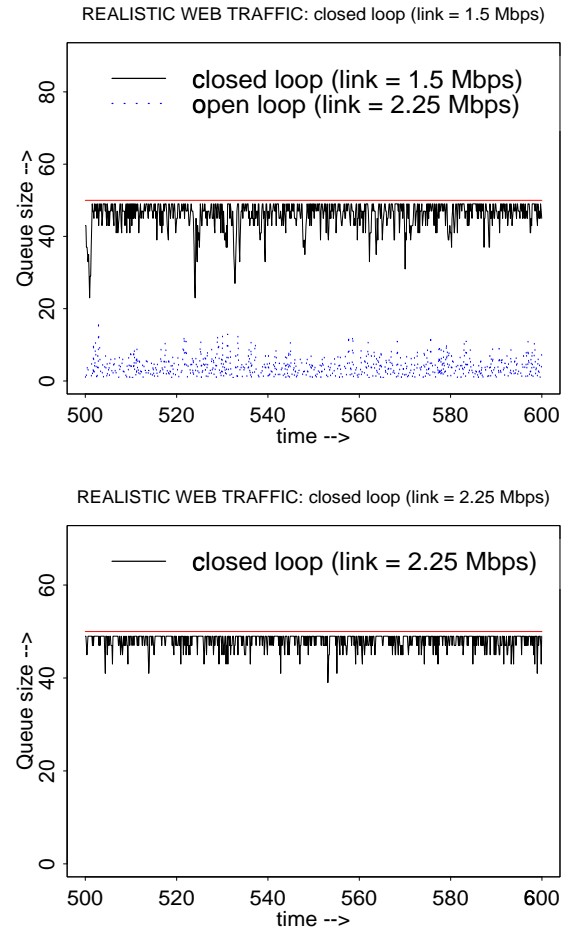 REALISTIC WEB TRAFFIC: closed loop (link = 1.5 Mbps)
closed loop (link = 1.5 Mbps)
open loop (link = 2.25 Mbps)
Queue size -->
80
60
40
20
0
500 520 540 560 580 600
time -->
REALISTIC WEB TRAFFIC: closed loop (link = 2.25 Mbps)
closed loop (link = 2.25 Mbps)
Queue size -->
60
40
20
0
500 520 540 560 580 600
time -->